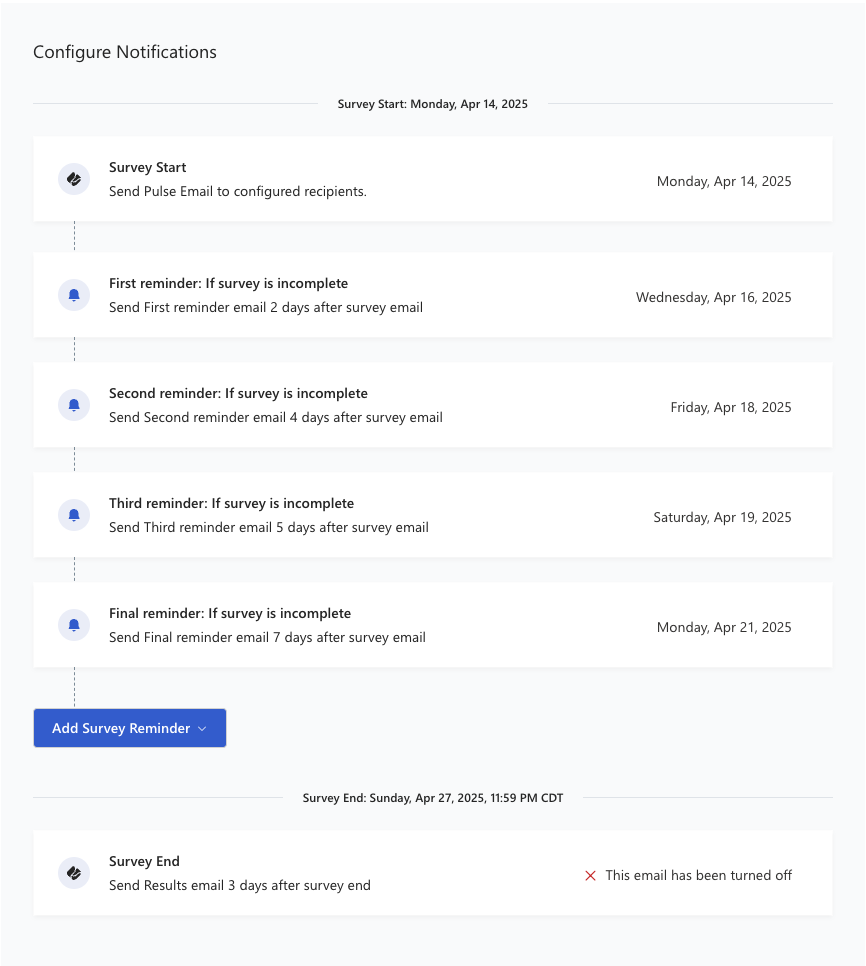 Configure Notifications
Survey Start: Monday, Apr 14, 2025
Survey Start
Send Pulse Email to configured recipients.
Monday, Apr 14, 2025
First reminder: If survey is incomplete
Send First reminder email 2 days after survey email
Wednesday, Apr 16, 2025
Second reminder: If survey is incomplete
Send Second reminder email 4 days after survey email
Friday, Apr 18, 2025
Third reminder: If survey is incomplete
Send Third reminder email 5 days after survey email
Saturday, Apr 19, 2025
Final reminder: If survey is incomplete
Send Final reminder email 7 days after survey email
Monday, Apr 21, 2025
Add Survey Reminder
Survey End: Sunday, Apr 27, 2025, 11:59 PM CDT
Survey End
Send Results email 3 days after survey end
This email has been turned off